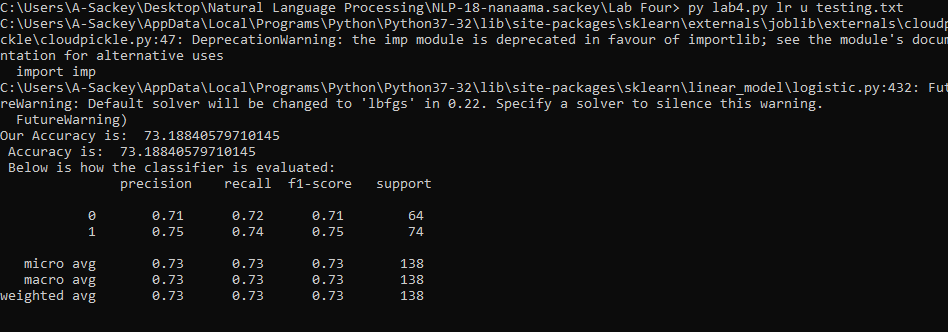 C:\Users\A-Sackey\Desktop\Natural Language Processing\NLP-18-nanaama.sackey\Lab Four> py lab4.py lr u testing.txt
C:\Users\A-Sackey\AppData\Local\Programs\Python\Python37-32\lib\site-packages\sklearn\externals\joblib\externals\cloudp
ckle\cloudpickle.py:47: DeprecationWarning: the imp module is deprecated in favour of importlib; see the module's docum
ntation for alternative uses
  import imp
C:\Users\A-Sackey\AppData\Local\Programs\Python\Python37-32\lib\site-packages\sklearn\linear_model\logistic.py:432: Fut
reWarning: Default solver will be changed to 'lbfgs' in 0.22. Specify a solver to silence this warning.
  FutureWarning)
Our Accuracy is:  73.18840579710145
 Accuracy is:  73.18840579710145
 Below is how the classifier is evaluated:
               precision    recall  f1-score   support
           0       0.71      0.72      0.71        64
           1       0.75      0.74      0.75        74
   micro avg       0.73      0.73      0.73       138
   macro avg       0.73      0.73      0.73       138
weighted avg       0.73      0.73      0.73       138